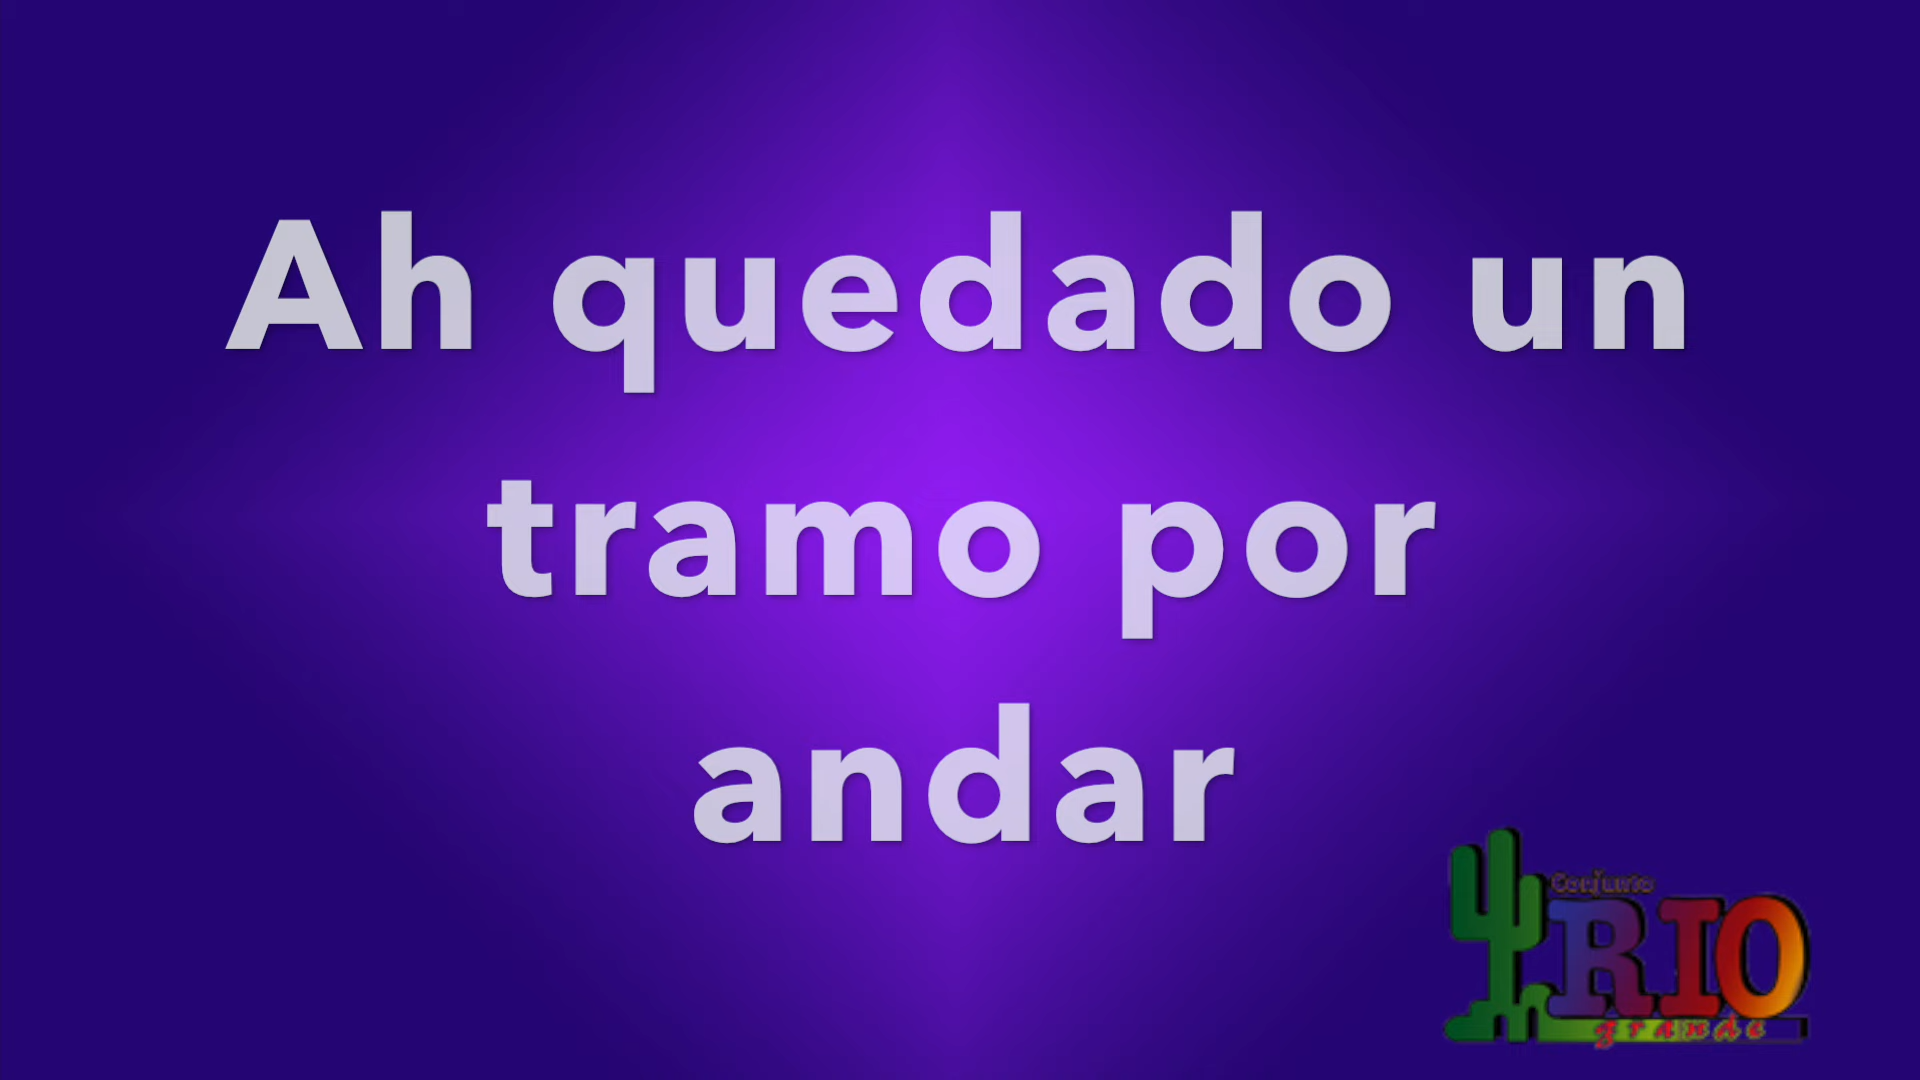 Ah quedado un
tramo por
andar
Conjunto
RIO
grande